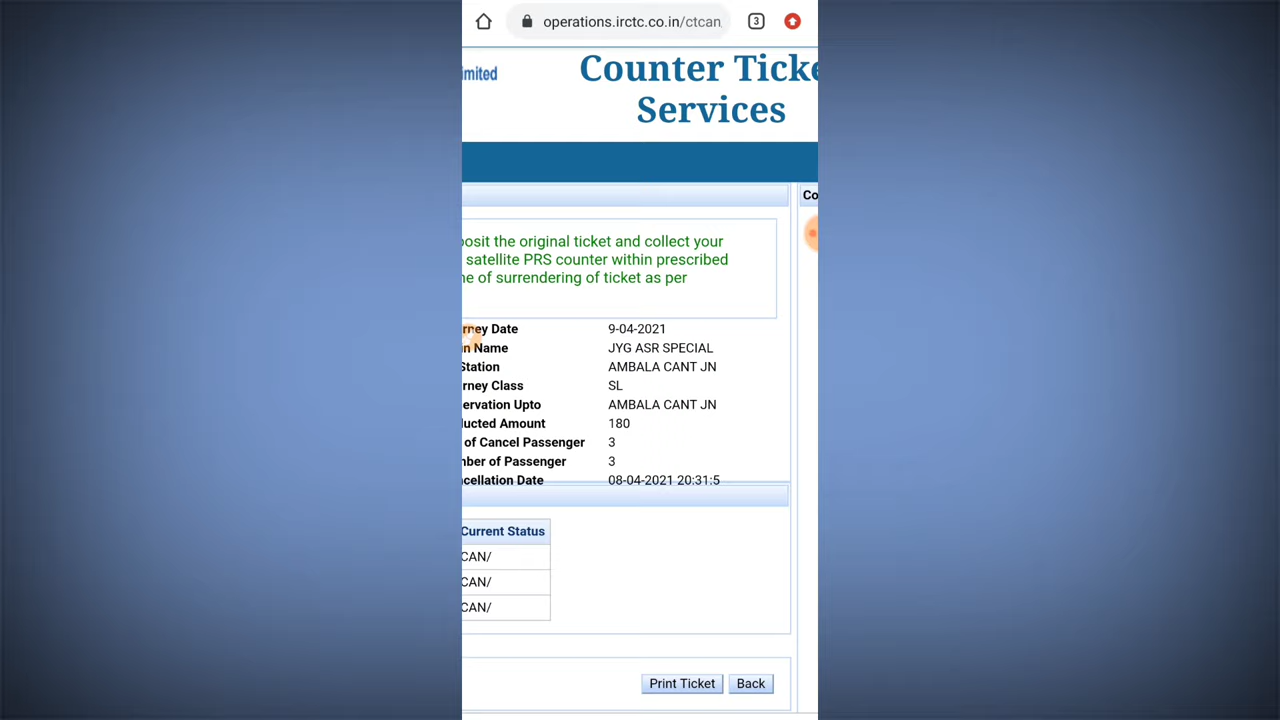 3
operations.irctc.co.in/ctcan
imited
Counter Ticke
Services
Co
posit the original ticket and collect your
satellite PRS counter within prescribed
ne of surrendering of ticket as per
rney Date 9-04-2021
n Name JYG ASR SPECIAL
Station AMBALA CANT JN
rney Class SL
ervation Upto AMBALA CANT JN
ucted Amount 180
of Cancel Passenger 3
nber of Passenger 3
cellation Date 08-04-2021 20:31:5
Current Status
CAN/
CAN/
CAN/
Print Ticket Back